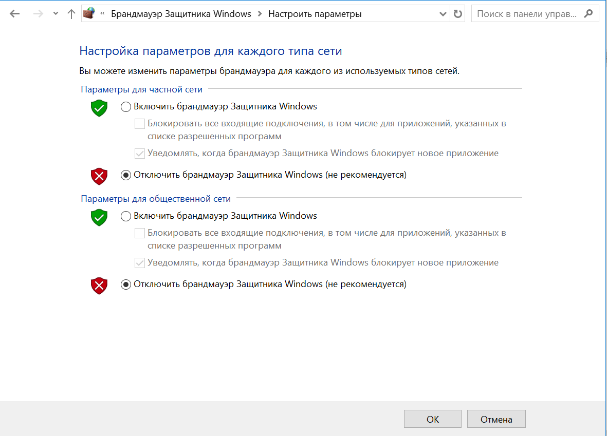 Брандмауэр Защитника Windows > Настроить параметры
Поиск в панели управ...
Настройка параметров для каждого типа сети
Вы можете изменить параметры брандмауэра для каждого из используемых типов сетей.
Параметры для частной сети
Включить брандмауэр Защитника Windows
Блокировать все входящие подключения, в том числе для приложений, указанных в
списке разрешенных программ
Уведомлять, когда брандмауэр Защитника Windows блокирует новое приложение
Отключить брандмауэр Защитника Windows (не рекомендуется)
Параметры для общественной сети
Включить брандмауэр Защитника Windows
Блокировать все входящие подключения, в том числе для приложений, указанных в
списке разрешенных программ
Уведомлять, когда брандмауэр Защитника Windows блокирует новое приложение
Отключить брандмауэр Защитника Windows (не рекомендуется)
ОК
Отмена